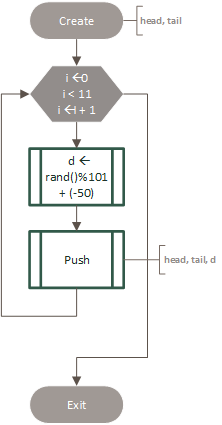 Create
head, tail
i ←0
i < 11
i ←i + 1
d ←
rand()%101
+ (-50)
Push
head, tail, d
Exit